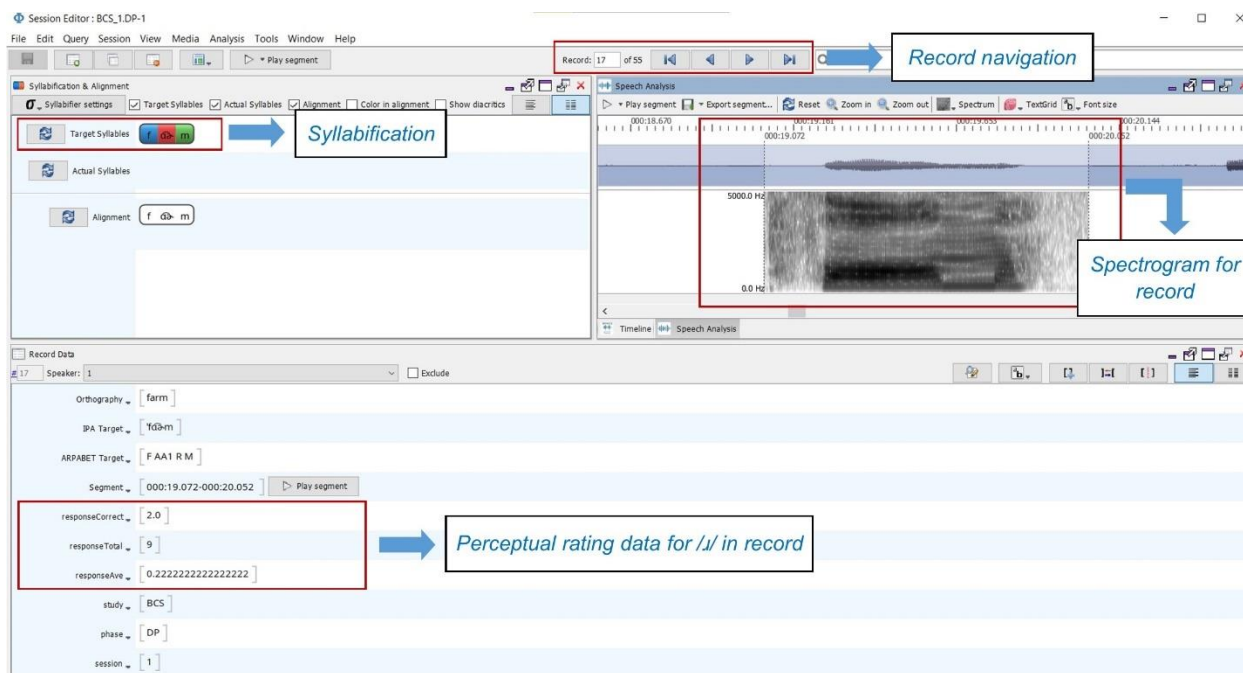 Session Editor : BCS_1.DP-1
File Edit Query Session View Media Analysis Tools Window Help
Play segment
Record: 17 of 55
Record navigation
Syllabification & Alignment
σ Syllabifier settings Target Syllables Actual Syllables Alignment Color in alignment Show diacritics
Target Syllables f ɑɚ m
Syllabification
Actual Syllables
Alignment f ɑɚ m
Speech Analysis
Play segment Export segment... Reset Zoom in Zoom out Spectrum TextGrid Font size
000:18.670 000:19.161 000:19.653 000:20.144
000:19.072 000:20.052
5000.0 Hz
0.0 Hz
Spectrogram for
record
Timeline Speech Analysis
Record Data
# 17 Speaker: 1 Exclude
Orthography [ farm ]
IPA Target [ ˈfɑɚm ]
ARPABET Target [ F AA1 R M ]
Segment [ 000:19.072-000:20.052 ] Play segment
responseCorrect [ 2.0 ]
responseTotal [ 9 ]
responseAve [ 0.2222222222222222 ]
Perceptual rating data for /ɹ/ in record
study [ BCS ]
phase [ DP ]
session [ 1 ]